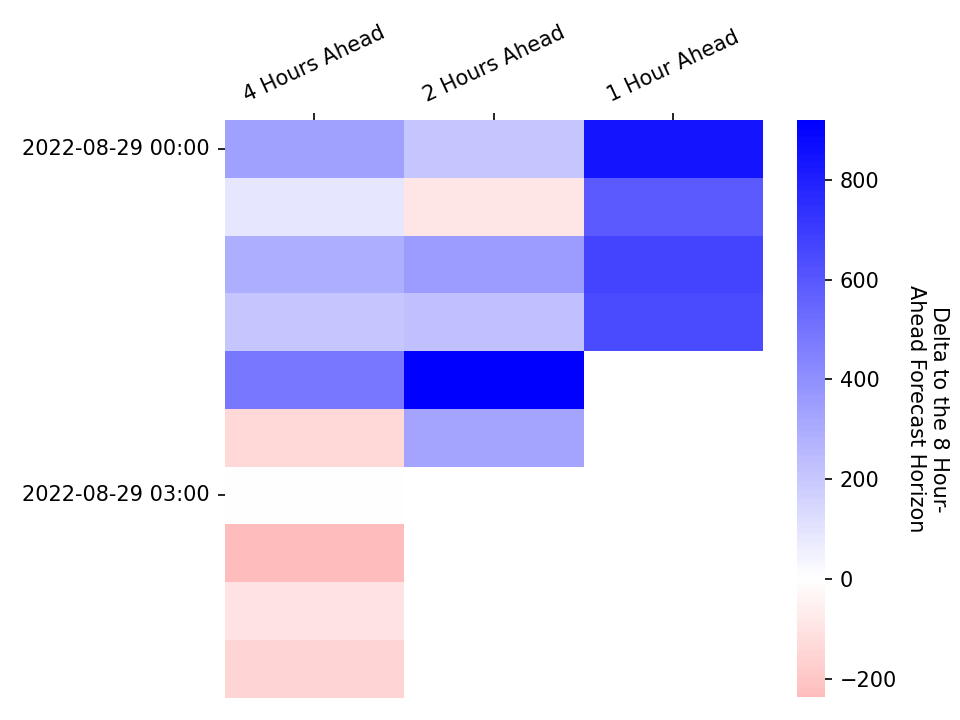 4 Hours Ahead
2 Hours Ahead
1 Hour Ahead
2022-08-29 00:00
2022-08-29 03:00
800
600
400
200
0
−200
Delta to the 8 Hour-
Ahead Forecast Horizon